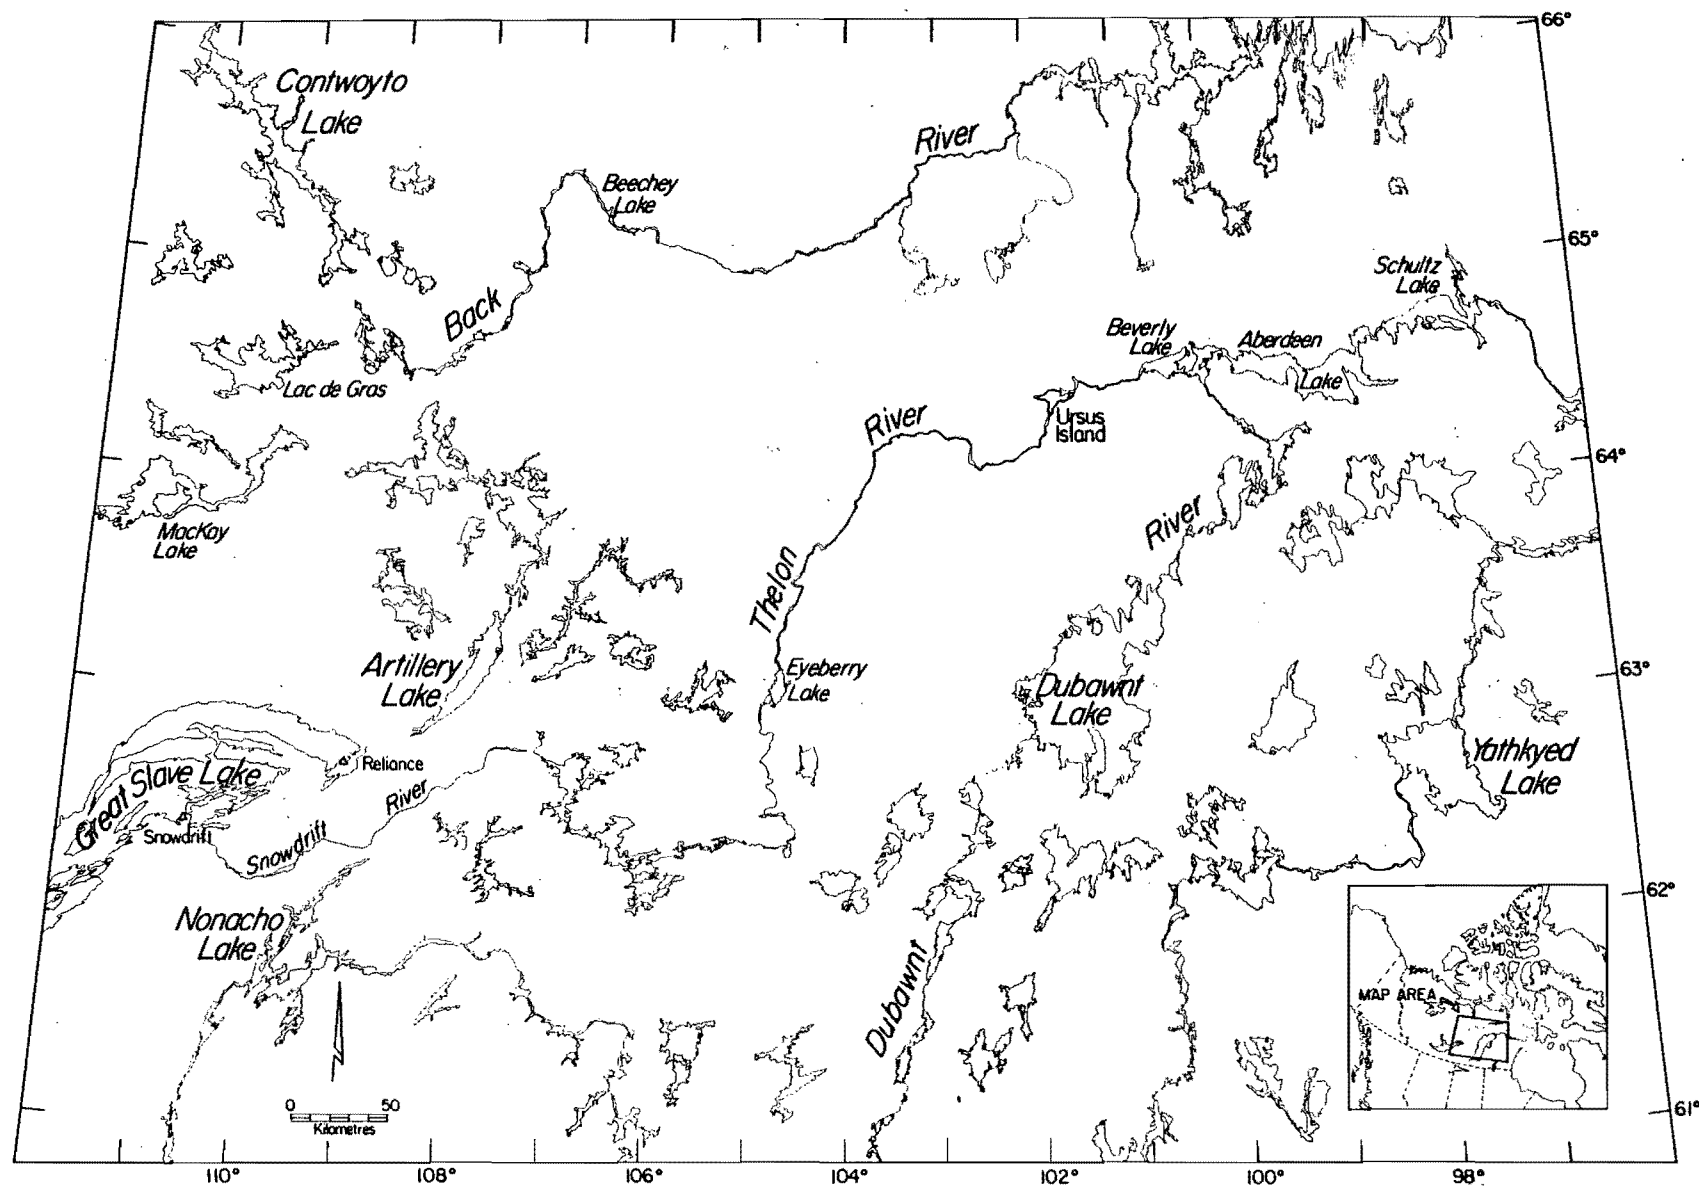 66°
Contwoyto
Lake
River
Beechey
Lake
65°
Schultz
Lake
Back
Beverly
Lake
Aberdeen
Lake
Lac de Gras
River
Ursus
Island
64°
MacKay
Lake
River
Thelon
Artillery
Lake
Eyeberry
Lake
63°
Dubawnt
Lake
Yathkyed
Lake
Reliance
Great Slave Lake
River
Snowdrift
Snowdrift
62°
Nonacho
Lake
Dubawnt
MAP AREA
0 50
Kilometres
61°
110° 108° 106° 104° 102° 100° 98°